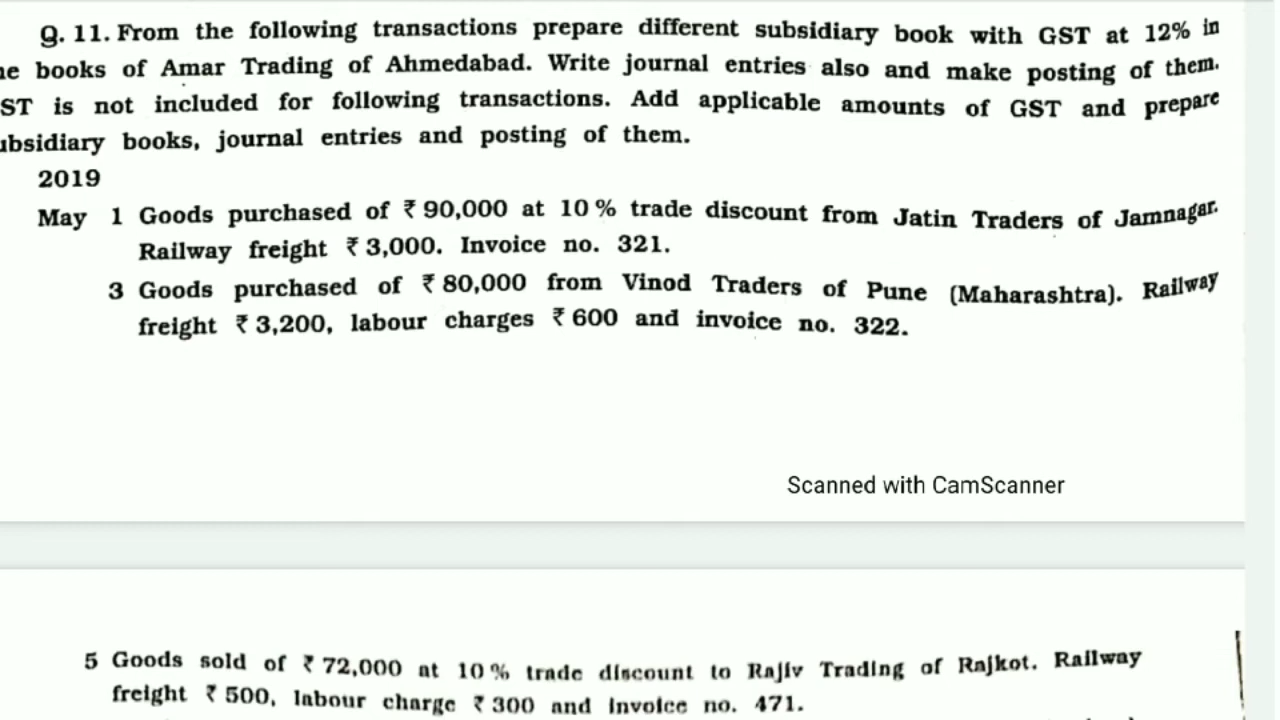 Q. 11. From the following transactions prepare different subsidiary book with GST at 12% in
e books of Amar Trading of Ahmedabad. Write journal entries also and make posting of them.
ST is not included for following transactions. Add applicable amounts of GST and prepare
ubsidiary books, journal entries and posting of them.
2019
May 1 Goods purchased of ₹ 90,000 at 10% trade discount from Jatin Traders of Jamnagar.
Railway freight ₹ 3,000. Invoice no. 321.
3 Goods purchased of ₹ 80,000 from Vinod Traders of Pune (Maharashtra). Railway
freight ₹ 3,200, labour charges ₹ 600 and invoice no. 322.
Scanned with CamScanner
5 Goods sold of ₹ 72,000 at 10% trade discount to Rajiv Trading of Rajkot. Railway
freight ₹ 500, labour charge ₹ 300 and invoice no. 471.